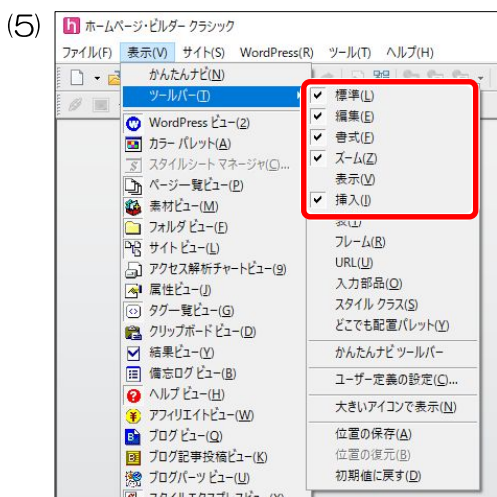 (5)
ホームページ・ビルダー クラシック
ファイル(F) 表示(V) サイト(S) WordPress(R) ツール(T) ヘルプ(H)
かんたんナビ(N)
ツールバー(T)
WordPress ビュー(2)
カラー パレット(A)
スタイルシート マネージャ(C)...
ページ一覧ビュー(P)
素材ビュー(M)
フォルダビュー(F)
サイト ビュー(L)
アクセス解析チャートビュー(9)
属性ビュー(J)
タグ一覧ビュー(G)
クリップボード ビュー(D)
結果ビュー(Y)
備忘ログ ビュー(B)
ヘルプ ビュー(H)
アフィリエイトビュー(W)
ブログビュー(Q)
ブログ記事投稿ビュー(K)
ブログパーツ ビュー(U)
スタイルエクスプレスビュー(X)
標準(L)
編集(E)
書式(F)
ズーム(Z)
表示(V)
挿入(I)
表(T)
フレーム(R)
URL(U)
入力部品(O)
スタイル クラス(S)
どこでも配置パレット(Y)
かんたんナビ ツールバー
ユーザー定義の設定(C)...
大きいアイコンで表示(N)
位置の保存(A)
位置の復元(B)
初期値に戻す(D)